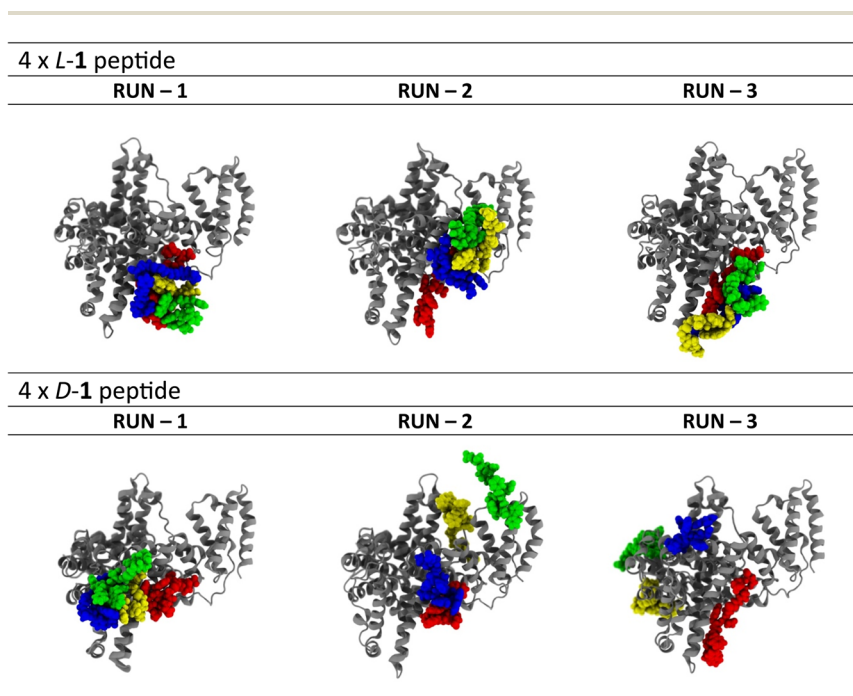 4 x L-1 peptide
RUN – 1 RUN – 2 RUN – 3
4 x D-1 peptide
RUN – 1 RUN – 2 RUN – 3